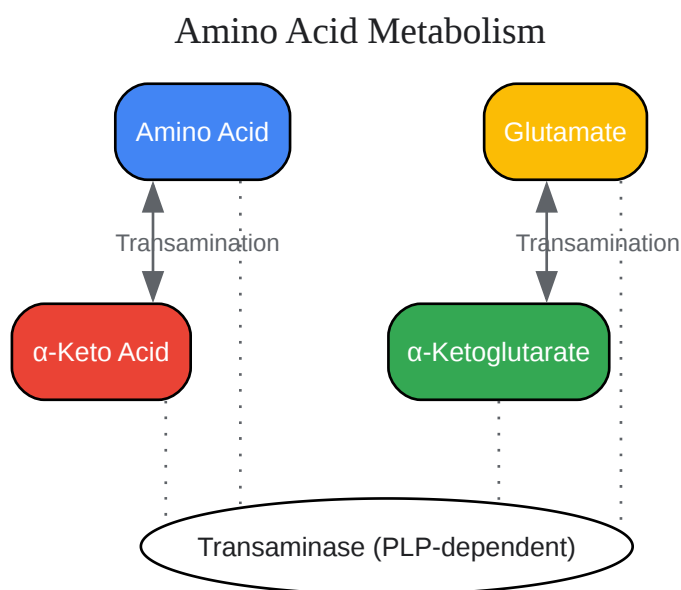 Amino Acid Metabolism
Amino Acid
Glutamate
Transamination
Transamination
α-Keto Acid
α-Ketoglutarate
Transaminase (PLP-dependent)